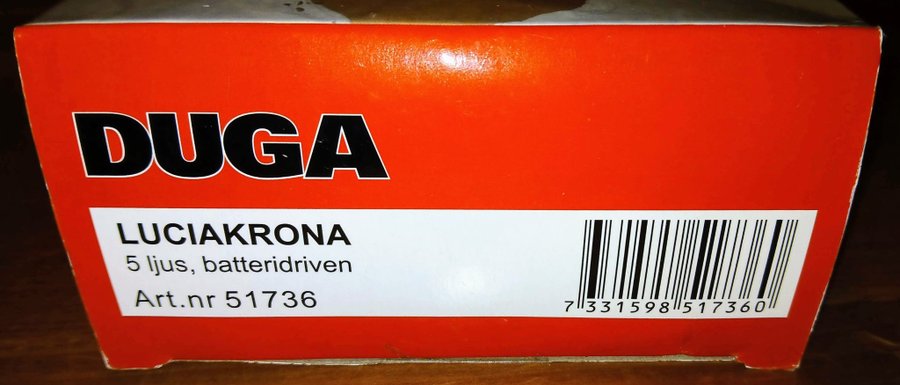 DUGA
LUCIAKRONA
5 ljus, batteridriven
Art.nr 51736
7 331598 517360